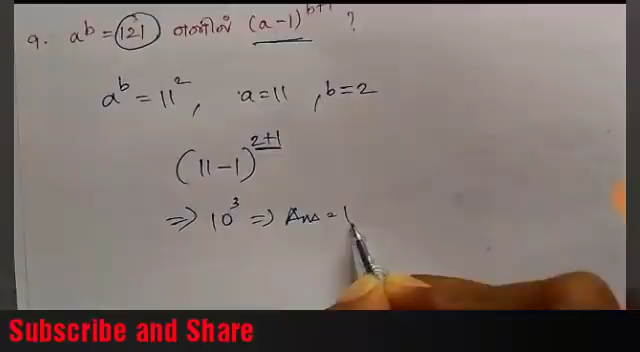 9. a^b = 121 எனில் (a-1)^b+1 ?
a^b = 11^2, a = 11, b = 2
(11-1)^2+1
=> 10^3 => Ans = 1
Subscribe and Share